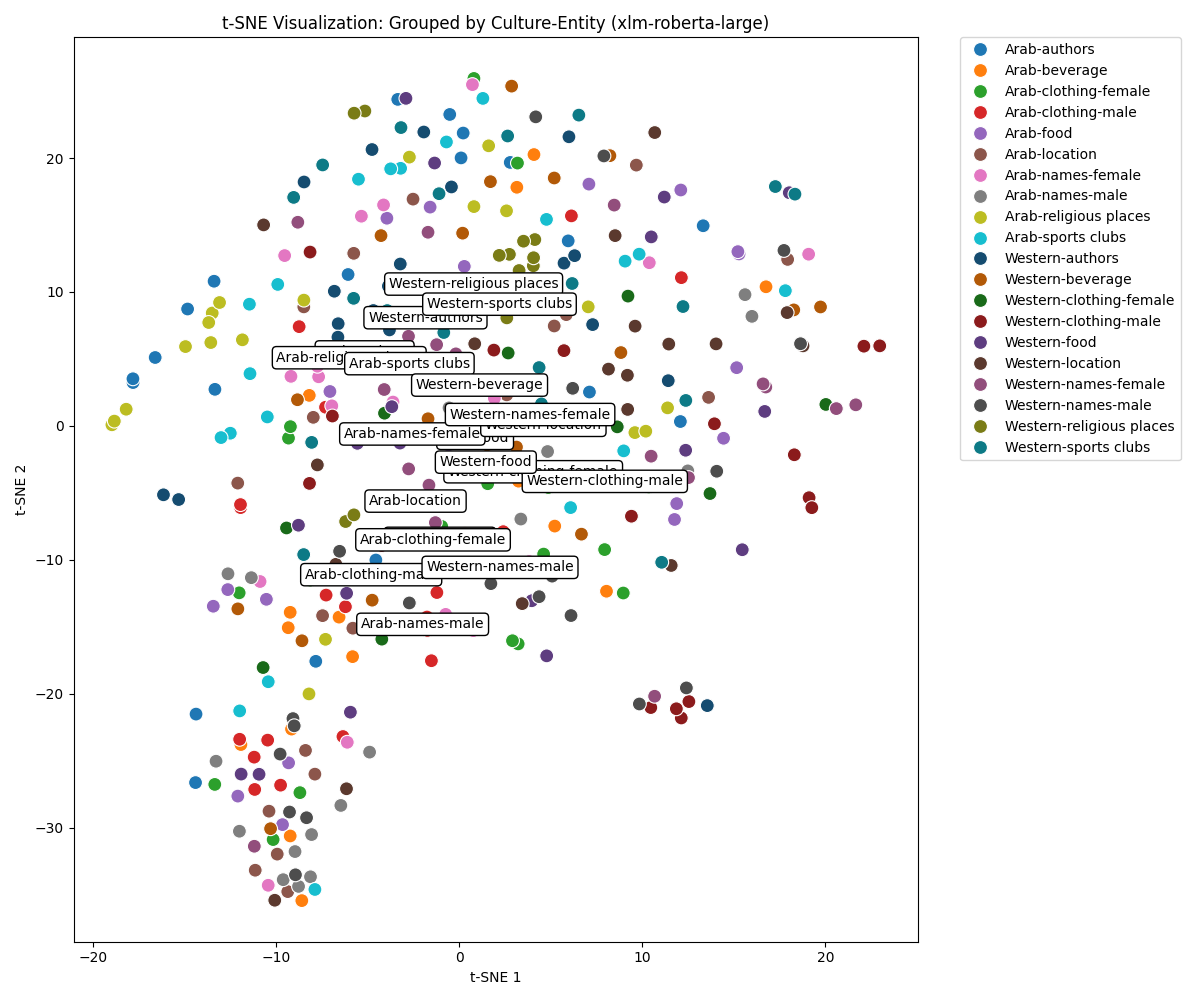 t-SNE Visualization: Grouped by Culture-Entity (xlm-roberta-large)
Arab-authors
Arab-beverage
Arab-clothing-female
Arab-clothing-male
Arab-food
Arab-location
Arab-names-female
Arab-names-male
Arab-religious places
Arab-sports clubs
Western-authors
Western-beverage
Western-clothing-female
Western-clothing-male
Western-food
Western-location
Western-names-female
Western-names-male
Western-religious places
Western-sports clubs
20
10
0
−10
−20
−30
t-SNE 2
Western-religious places
Western-sports clubs
Western-authors
Arab-religious
Arab-sports clubs
Western-beverage
Western-names-female
Arab-names-female
Western-food
Western-clothing-male
Arab-location
Arab-clothing-female
Western-names-male
Arab-clothing-ma
Arab-names-male
−20
−10
0
10
20
t-SNE 1